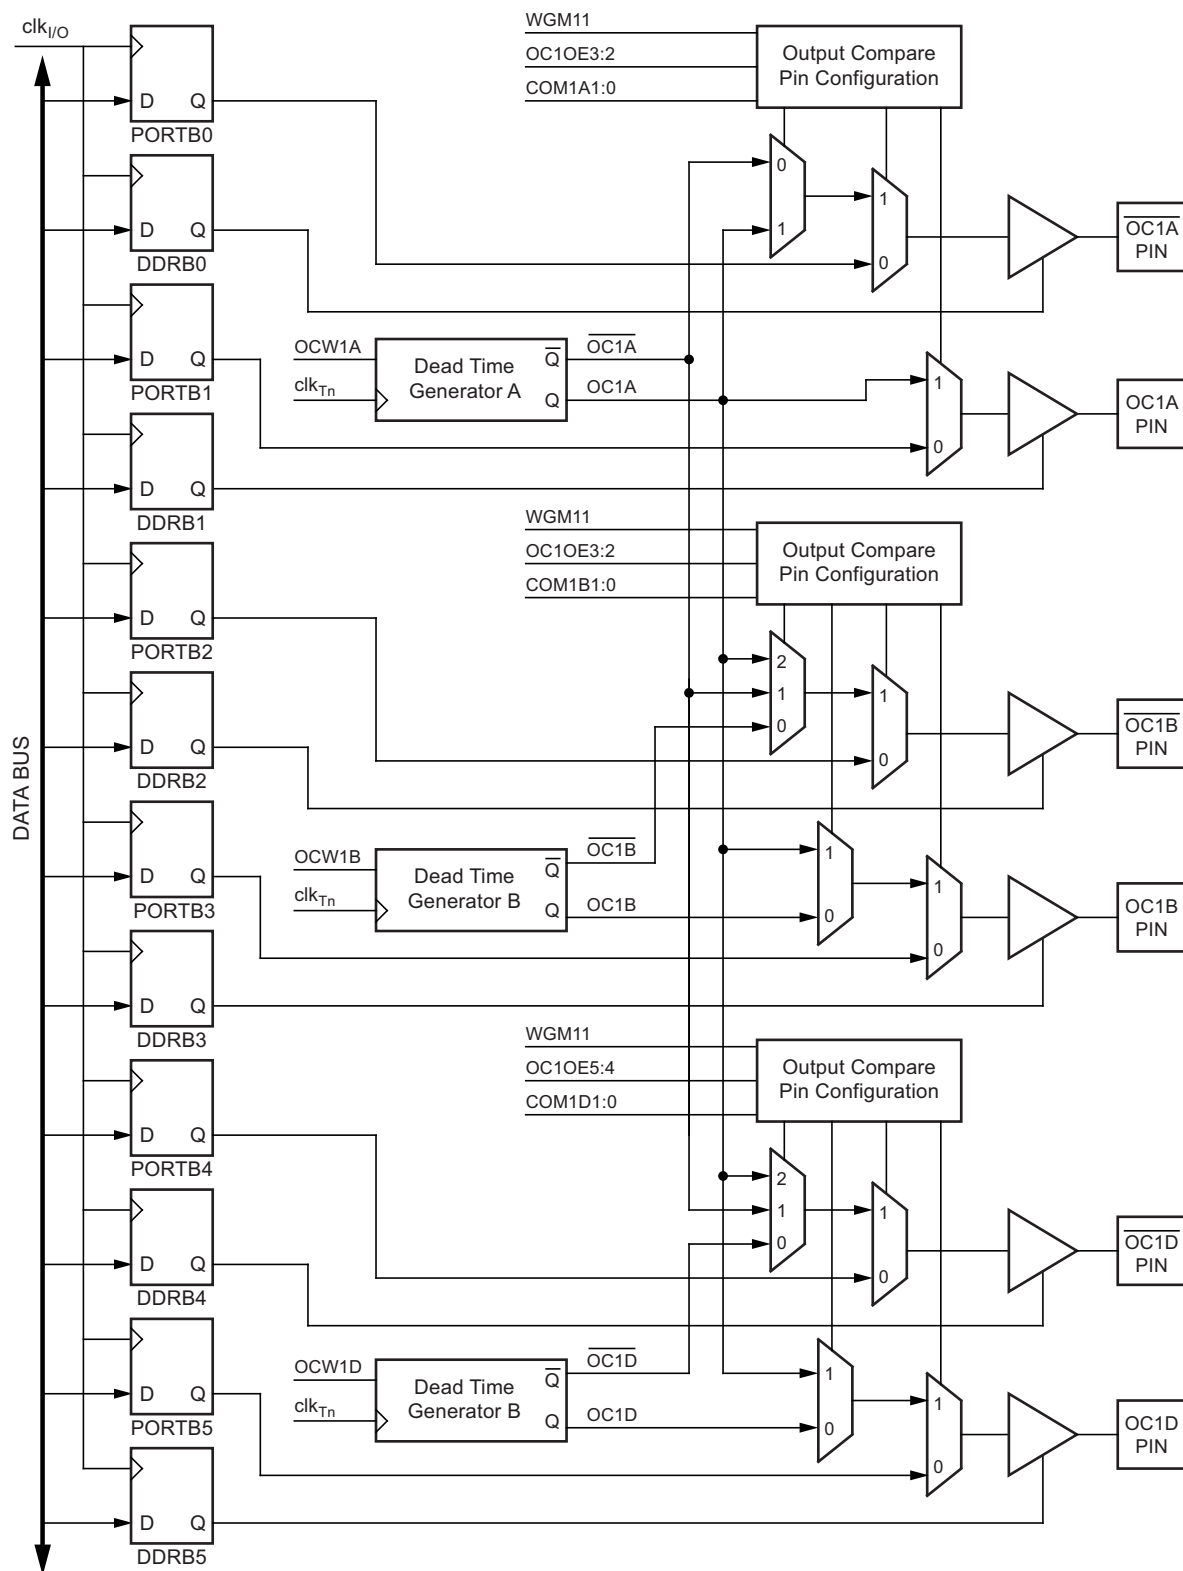 clkI/O
WGM11
OC1OE3:2
COM1A1:0
Output Compare
Pin Configuration
D Q
PORTB0
0
1
1
0
OC1A
PIN
D Q
DDRB0
D Q
PORTB1
OCW1A
clkTn
Dead Time
Generator A
Q
Q
OC1A
OC1A
1
0
OC1A
PIN
D Q
DDRB1
WGM11
OC1OE3:2
COM1B1:0
Output Compare
Pin Configuration
D Q
PORTB2
2
1
0
1
0
OC1B
PIN
D Q
DDRB2
DATA BUS
D Q
PORTB3
OCW1B
clkTn
Dead Time
Generator B
Q
Q
OC1B
OC1B
1
0
1
0
OC1B
PIN
D Q
DDRB3
WGM11
OC1OE5:4
COM1D1:0
Output Compare
Pin Configuration
D Q
PORTB4
2
1
0
1
0
OC1D
PIN
D Q
DDRB4
D Q
PORTB5
OCW1D
clkTn
Dead Time
Generator B
Q
Q
OC1D
OC1D
1
0
1
0
OC1D
PIN
D Q
DDRB5